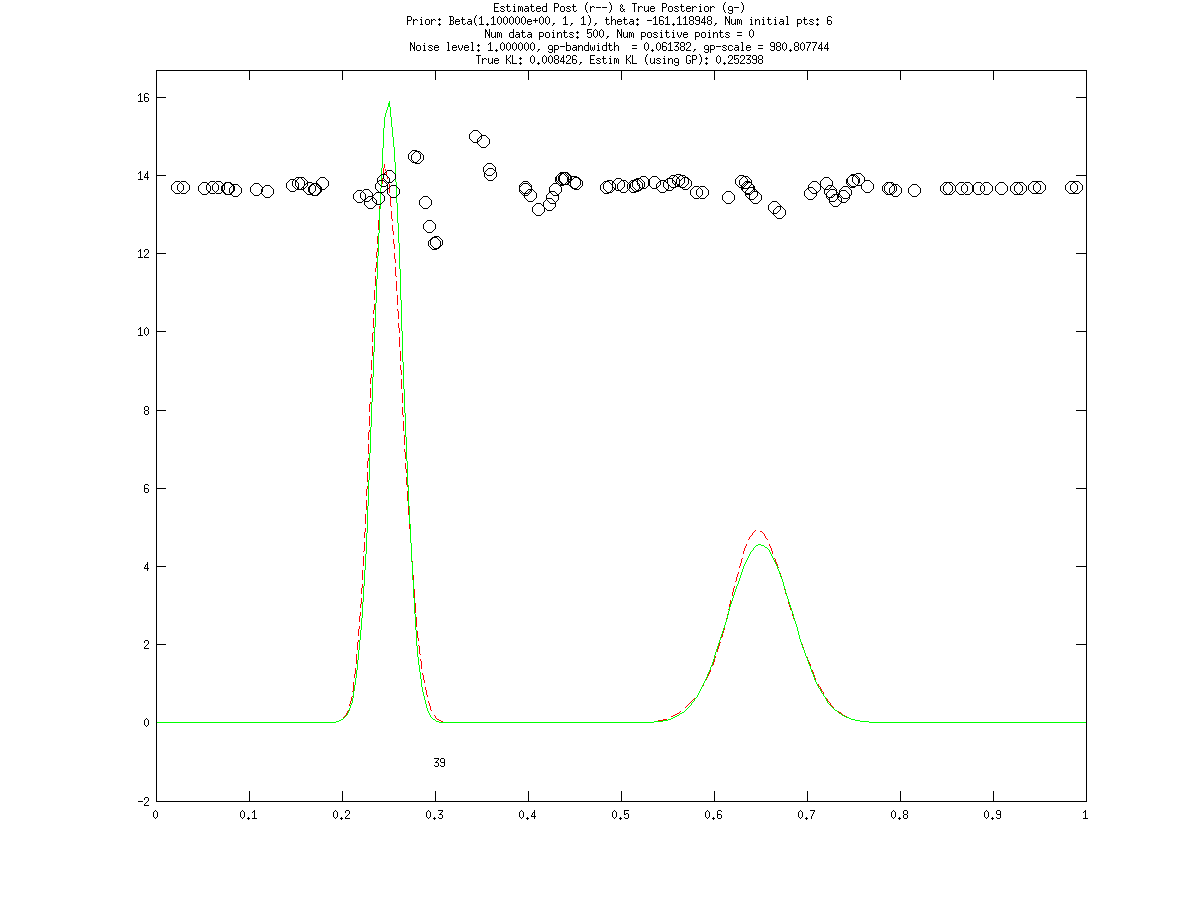 Estimated Post (r--) & True Posterior (g-)
Prior: Beta(1.100000e+00, 1, 1), theta: -161.118948, Num initial pts: 6
Num data points: 500, Num positive points = 0
Noise level: 1.000000, gp-bandwidth  = 0.061382, gp-scale = 980.807744
True KL: 0.008426, Estim KL (using GP): 0.252398
16
14
12
10
8
6
4
2
0
39
-2
0 0.1 0.2 0.3 0.4 0.5 0.6 0.7 0.8 0.9 1